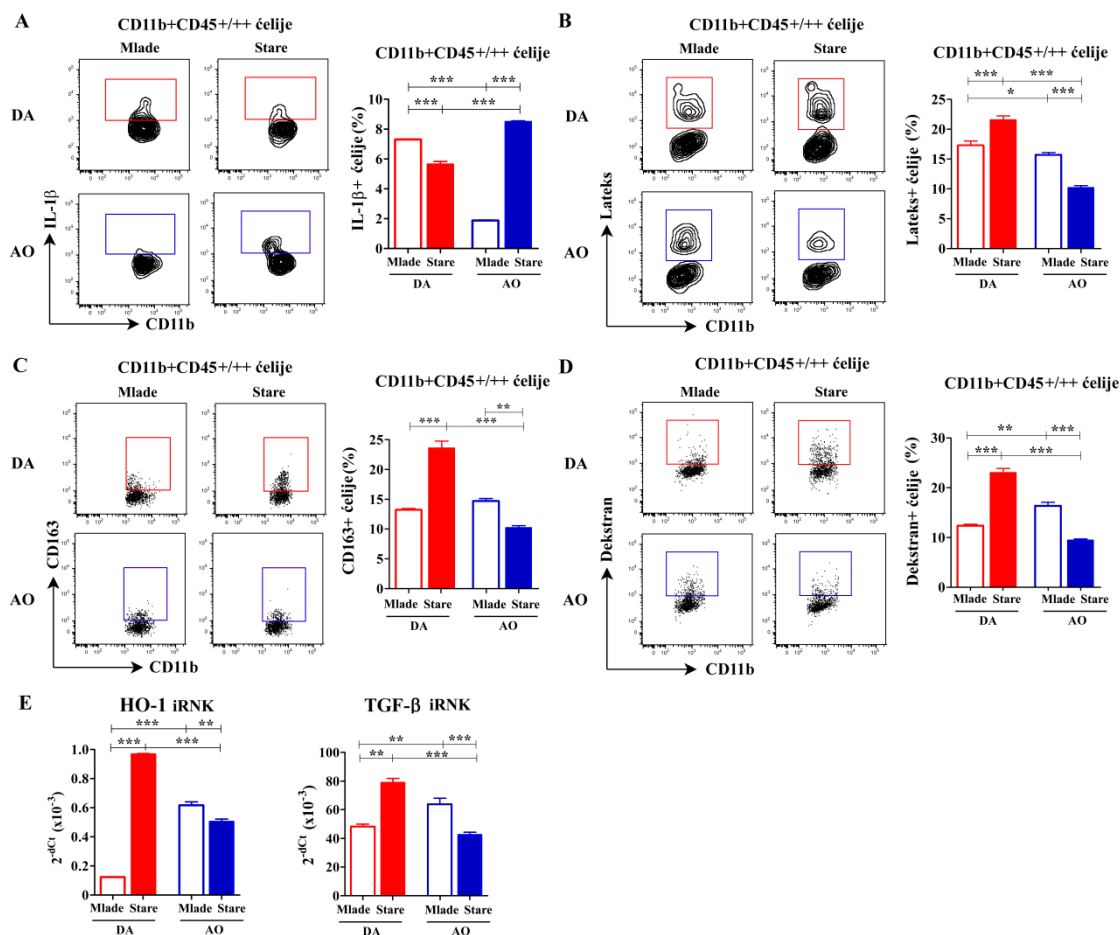 A
CD11b+CD45+/++ ćelije
Mlade Stare
DA
AO
IL-1β
CD11b
CD11b+CD45+/++ ćelije
*** ***
*** ***
IL-1β+ ćelije (%)
10
8
6
4
2
0
Mlade Stare Mlade Stare
DA AO
B
CD11b+CD45+/++ ćelije
Mlade Stare
DA
AO
Lateks
CD11b
CD11b+CD45+/++ ćelije
*** ***
* ***
Lateks+ ćelije (%)
25
20
15
10
5
0
Mlade Stare Mlade Stare
DA AO
C
CD11b+CD45+/++ ćelije
Mlade Stare
DA
AO
CD163
CD11b
CD11b+CD45+/++ ćelije
**
*** ***
CD163+ ćelije (%)
25
20
15
10
5
0
Mlade Stare Mlade Stare
DA AO
D
CD11b+CD45+/++ ćelije
Mlade Stare
DA
AO
Dekstran
CD11b
CD11b+CD45+/++ ćelije
** ***
*** ***
Dekstran+ ćelije (%)
30
20
10
0
Mlade Stare Mlade Stare
DA AO
E
HO-1 iRNK
*** **
*** ***
2^-dCt (x10^-3)
1.0
0.8
0.6
0.4
0.2
0
Mlade Stare Mlade Stare
DA AO
TGF-β iRNK
** ***
** ***
2^-dCt (x10^-3)
100
80
60
40
20
0
Mlade Stare Mlade Stare
DA AO